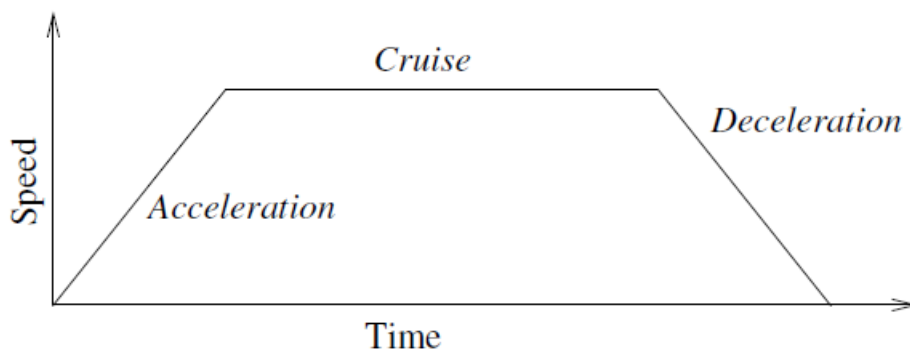 Cruise
Deceleration
Speed
Acceleration
Time